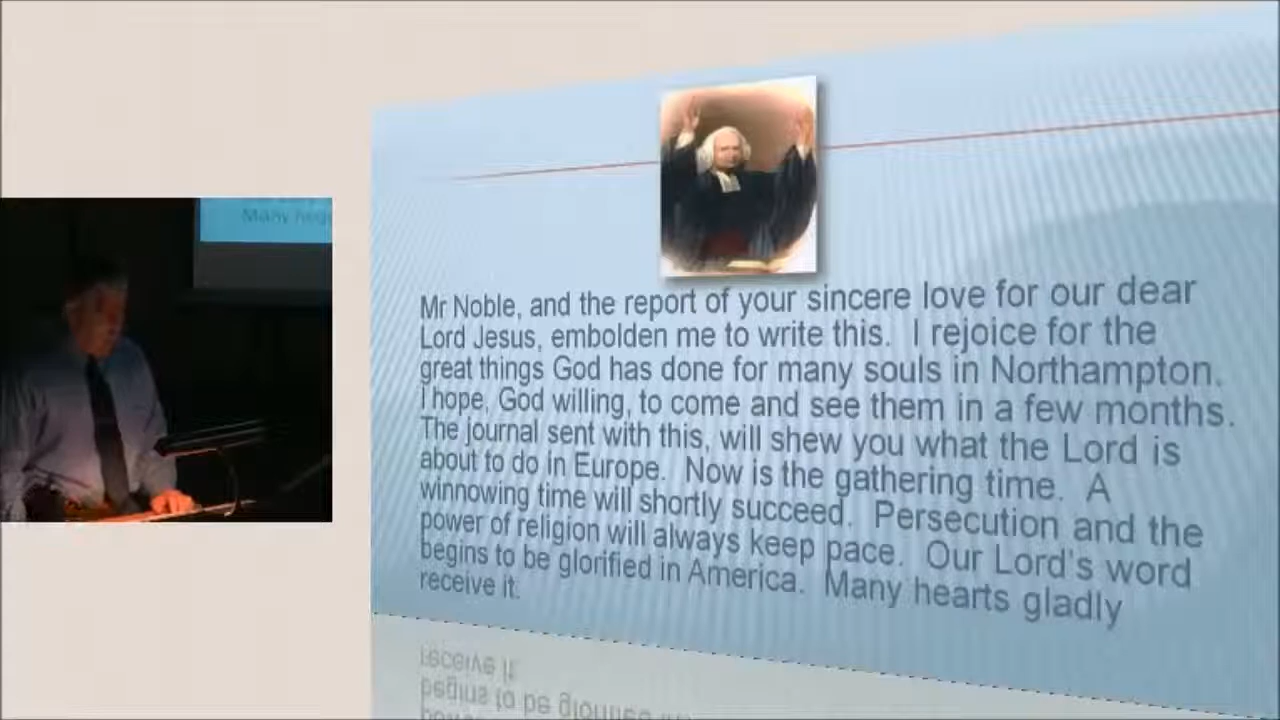 Many
Mr Noble, and the report of your sincere love for our dear
Lord Jesus, embolden me to write this. I rejoice for the
great things God has done for many souls in Northampton.
I hope, God willing, to come and see them in a few months.
The journal sent with this, will shew you what the Lord is
about to do in Europe. Now is the gathering time. A
winnowing time will shortly succeed. Persecution and the
power of religion will always keep pace. Our Lord's word
begins to be glorified in America. Many hearts gladly
receive it.